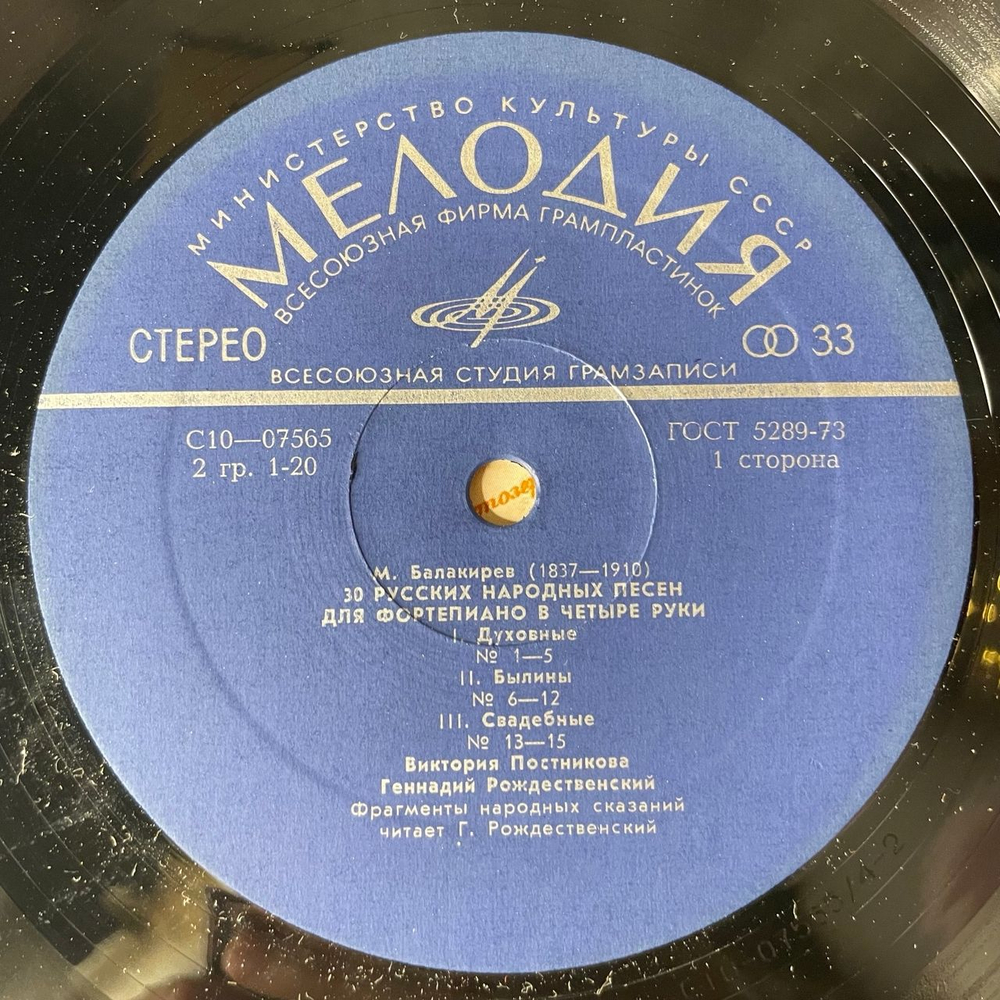 МИНИСТЕРСТВО КУЛЬТУРЫ СССР
МЕЛОДИЯ
ВСЕСОЮЗНАЯ ФИРМА ГРАМПЛАСТИНОК
СТЕРЕО
33
ВСЕСОЮЗНАЯ СТУДИЯ ГРАМЗАПИСИ
С10—07565
ГОСТ 5289-73
2 гр. 1-20
1 сторона
М. Балакирев (1837—1910)
30 РУССКИХ НАРОДНЫХ ПЕСЕН
ДЛЯ ФОРТЕПИАНО В ЧЕТЫРЕ РУКИ
I. Духовные
№ 1—5
II. Былины
№ 6—12
III. Свадебные
№ 13—15
Виктория Постникова
Геннадий Рождественский
Фрагменты народных сказаний
читает Г. Рождественский